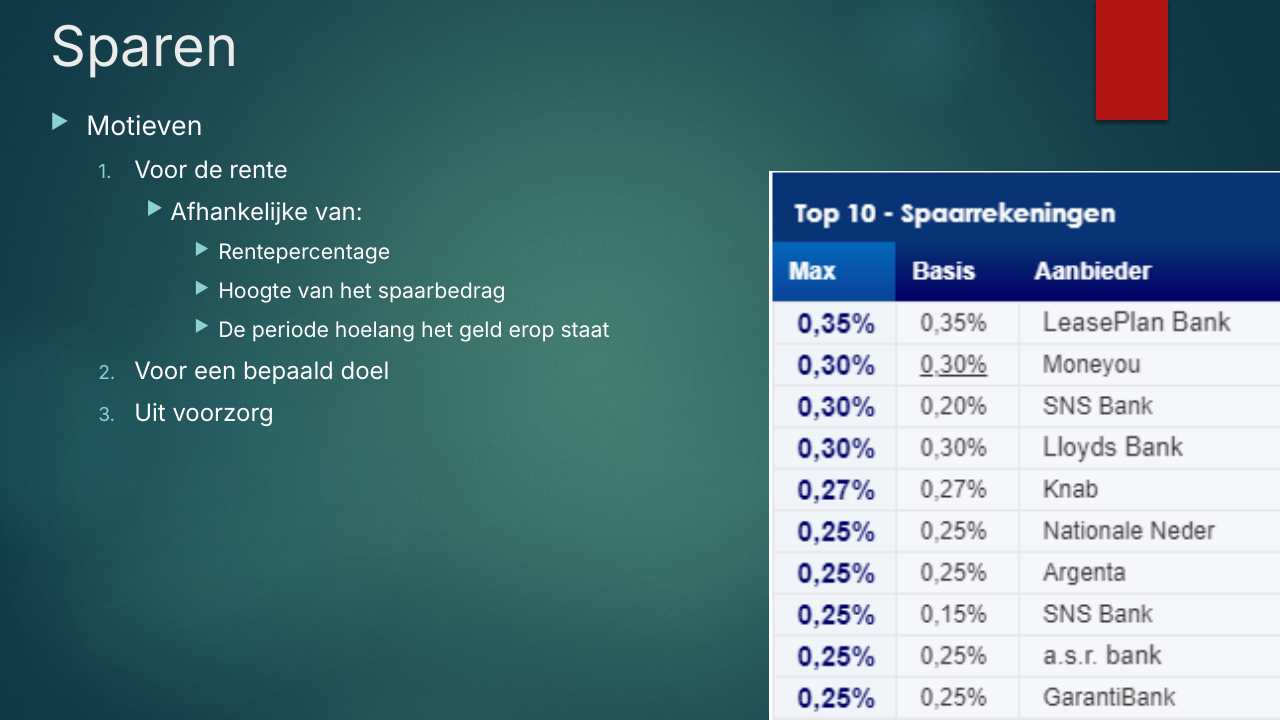 Sparen
Motieven
1. Voor de rente
Afhankelijke van:
Rentepercentage
Hoogte van het spaarbedrag
De periode hoelang het geld erop staat
2. Voor een bepaald doel
3. Uit voorzorg
Top 10 - Spaarrekeningen
Max Basis Aanbieder
0,35% 0,35% LeasePlan Bank
0,30% 0,30% Moneyou
0,30% 0,20% SNS Bank
0,30% 0,30% Lloyds Bank
0,27% 0,27% Knab
0,25% 0,25% Nationale Neder
0,25% 0,25% Argenta
0,25% 0,15% SNS Bank
0,25% 0,25% a.s.r. bank
0,25% 0,25% GarantiBank